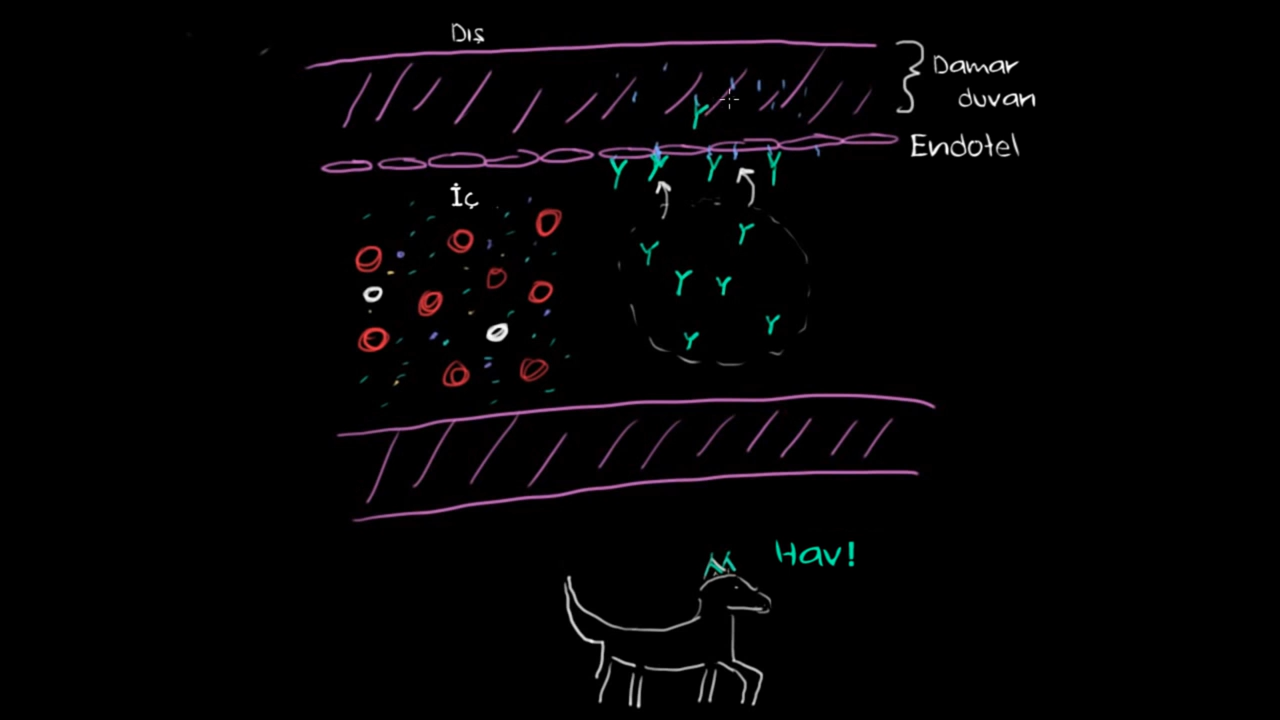 Dış
Damar
duvarı
Endotel
İç
Hav!